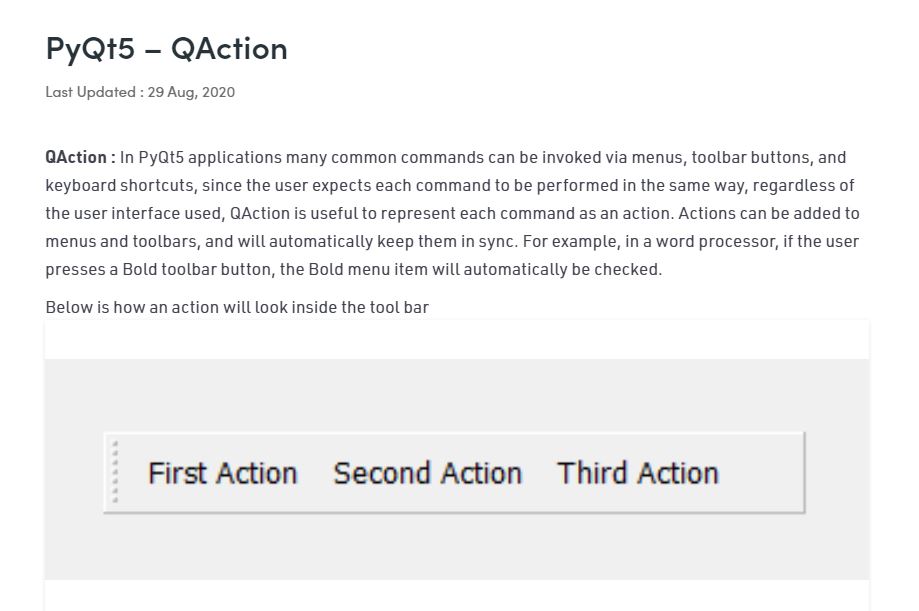 PyQt5 – QAction
Last Updated : 29 Aug, 2020
QAction : In PyQt5 applications many common commands can be invoked via menus, toolbar buttons, and
keyboard shortcuts, since the user expects each command to be performed in the same way, regardless of
the user interface used, QAction is useful to represent each command as an action. Actions can be added to
menus and toolbars, and will automatically keep them in sync. For example, in a word processor, if the user
presses a Bold toolbar button, the Bold menu item will automatically be checked.
Below is how an action will look inside the tool bar
First Action Second Action Third Action